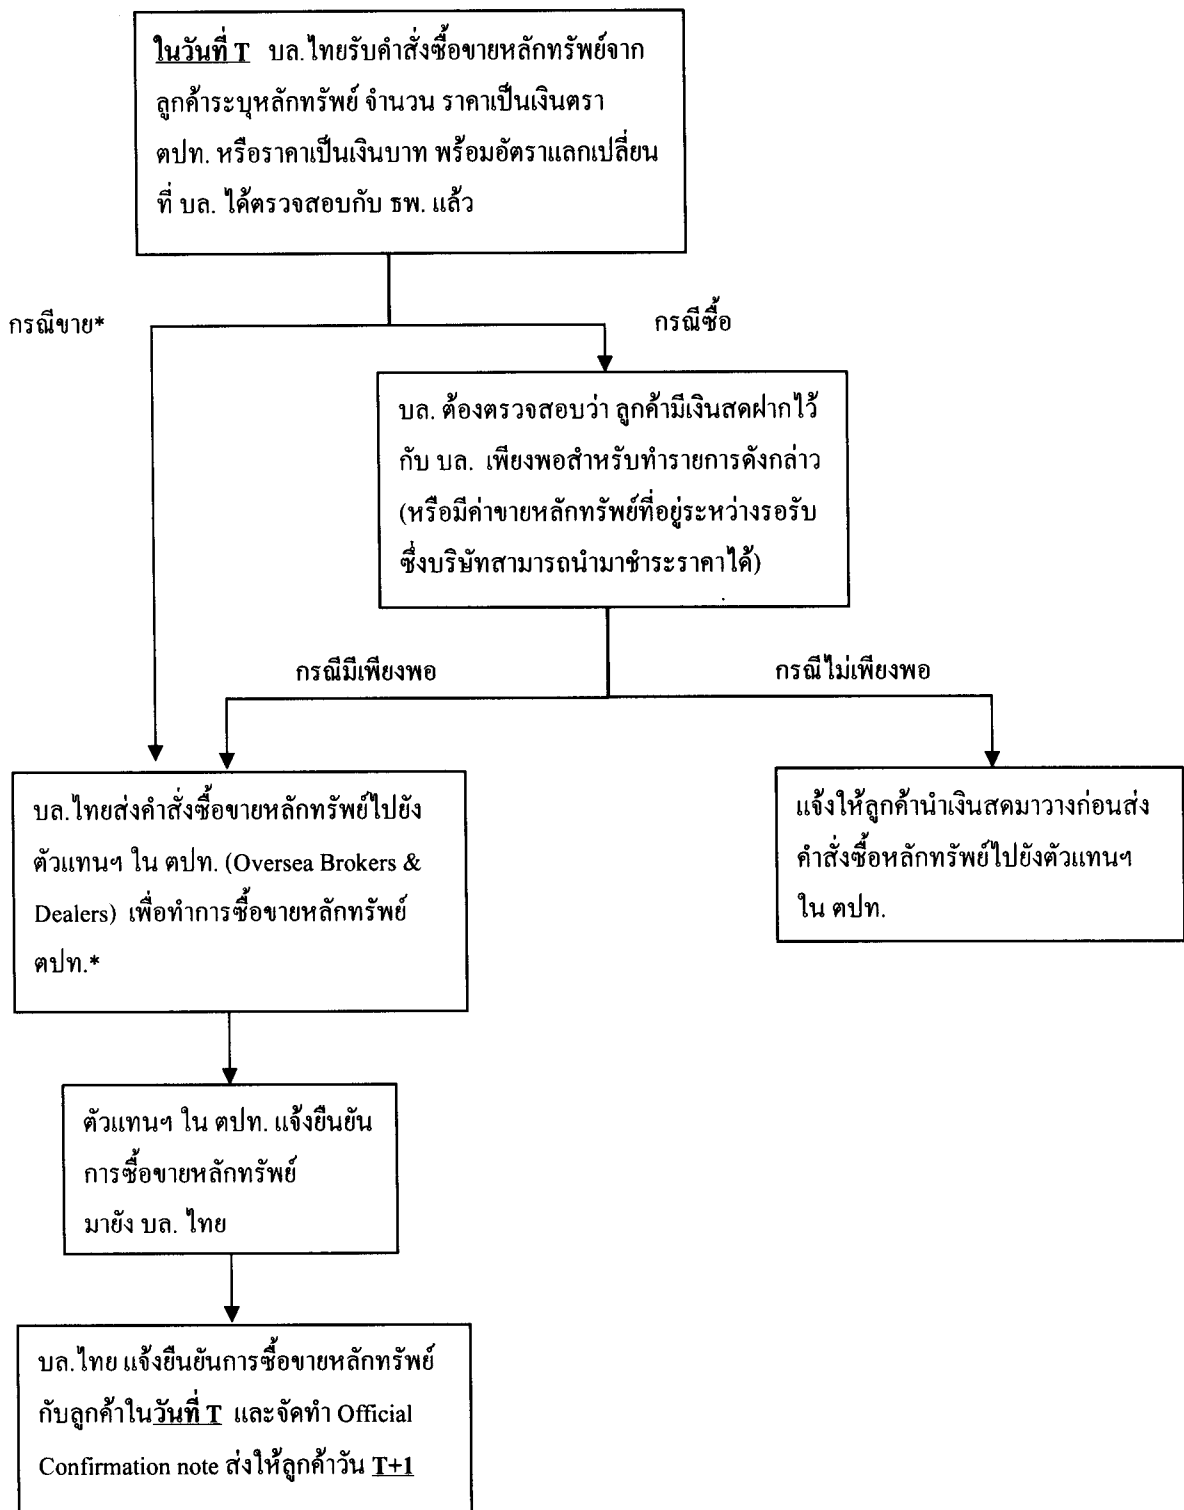 ในวันที่ T บล.ไทยรับคำสั่งซื้อขายหลักทรัพย์จาก
ลูกค้าระบุหลักทรัพย์ จำนวน ราคาเป็นเงินตรา
ตปท. หรือราคาเป็นเงินบาท พร้อมอัตราแลกเปลี่ยน
ที่ บล. ได้ตรวจสอบกับ ธพ. แล้ว
กรณีขาย*
กรณีซื้อ
บล. ต้องตรวจสอบว่า ลูกค้ามีเงินสดฝากไว้
กับ บล. เพียงพอสำหรับทำรายการดังกล่าว
(หรือมีค่าขายหลักทรัพย์ที่อยู่ระหว่างรอรับ
ซึ่งบริษัทสามารถนำมาชำระราคาได้)
กรณีมีเพียงพอ
กรณีไม่เพียงพอ
บล.ไทยส่งคำสั่งซื้อขายหลักทรัพย์ไปยัง
ตัวแทนฯ ใน ตปท. (Oversea Brokers &
Dealers) เพื่อทำการซื้อขายหลักทรัพย์
ตปท.*
แจ้งให้ลูกค้านำเงินสดมาวางก่อนส่ง
คำสั่งซื้อหลักทรัพย์ไปยังตัวแทนฯ
ใน ตปท.
ตัวแทนฯ ใน ตปท. แจ้งยืนยัน
การซื้อขายหลักทรัพย์
มายัง บล. ไทย
บล.ไทย แจ้งยืนยันการซื้อขายหลักทรัพย์
กับลูกค้าในวันที่ T และจัดทำ Official
Confirmation note ส่งให้ลูกค้าวัน T+1